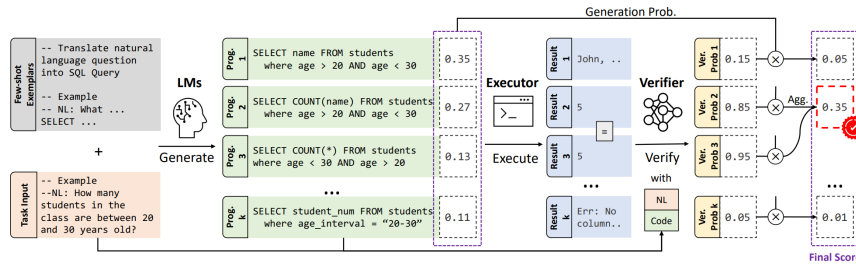 Generation Prob.
Few-shot Exemplars
-- Translate natural
language question
into SQL Query
-- Example
-- NL: What ...
SELECT ...
+
Task Input
-- Example
--NL: How many
students in the
class are between 20
and 30 years old?
LMs
Generate
Prog. 1
SELECT name FROM students
where age > 20 AND age < 30
0.35
Prog. 2
SELECT COUNT(name) FROM students
where age > 20 AND age < 30
0.27
Prog. 3
SELECT COUNT(*) FROM students
where age < 30 AND age > 20
0.13
...
Prog. k
SELECT student_num FROM students
where age_interval = "20-30"
0.11
Executor
>_
Execute
Result 1
John, ..
Result 2
5
=
Result 3
5
...
Result k
Err: No
column..
Verifier
Verify
with
NL
Code
Ver. Prob 1
0.15
Ver. Prob 2
0.85
Ver. Prob 3
0.95
...
Ver. Prob k
0.05
Agg.
0.05
0.35
...
0.01
Final Score